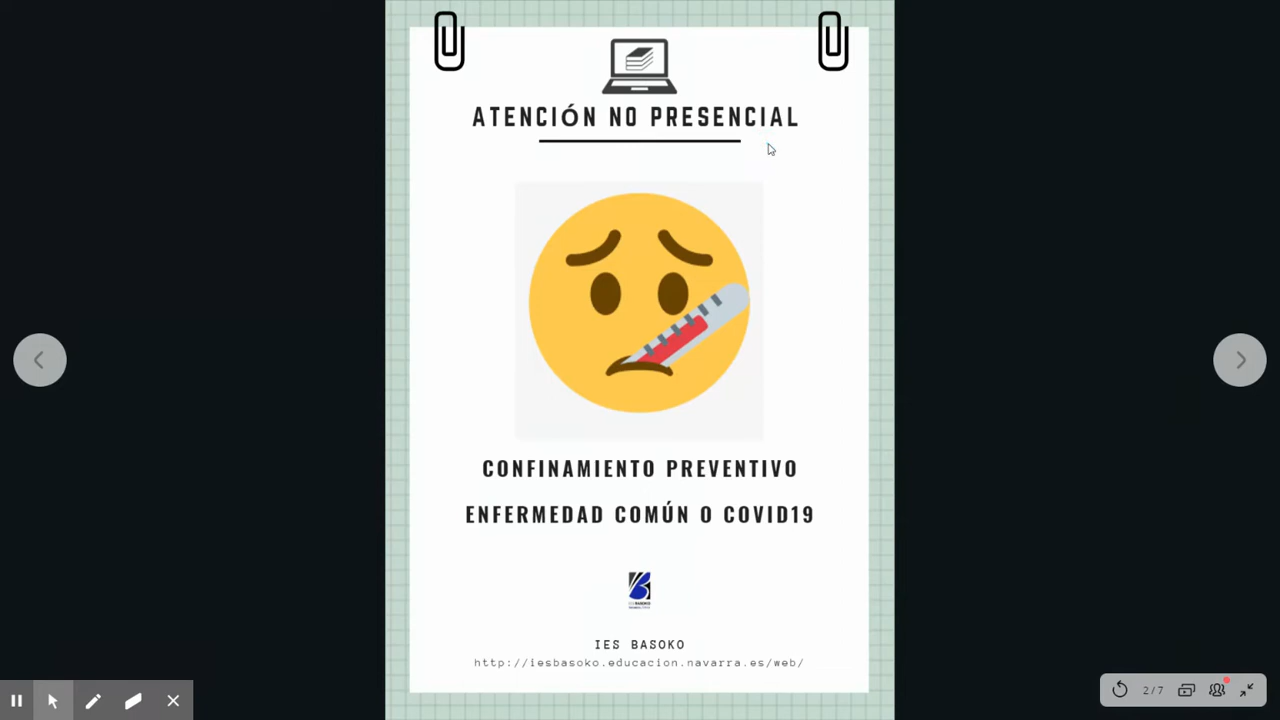 ATENCIÓN NO PRESENCIAL
CONFINAMIENTO PREVENTIVO
ENFERMEDAD COMÚN O COVID19
IES BASOKO
http://iesbasoko.educacion.navarra.es/web/
2/7